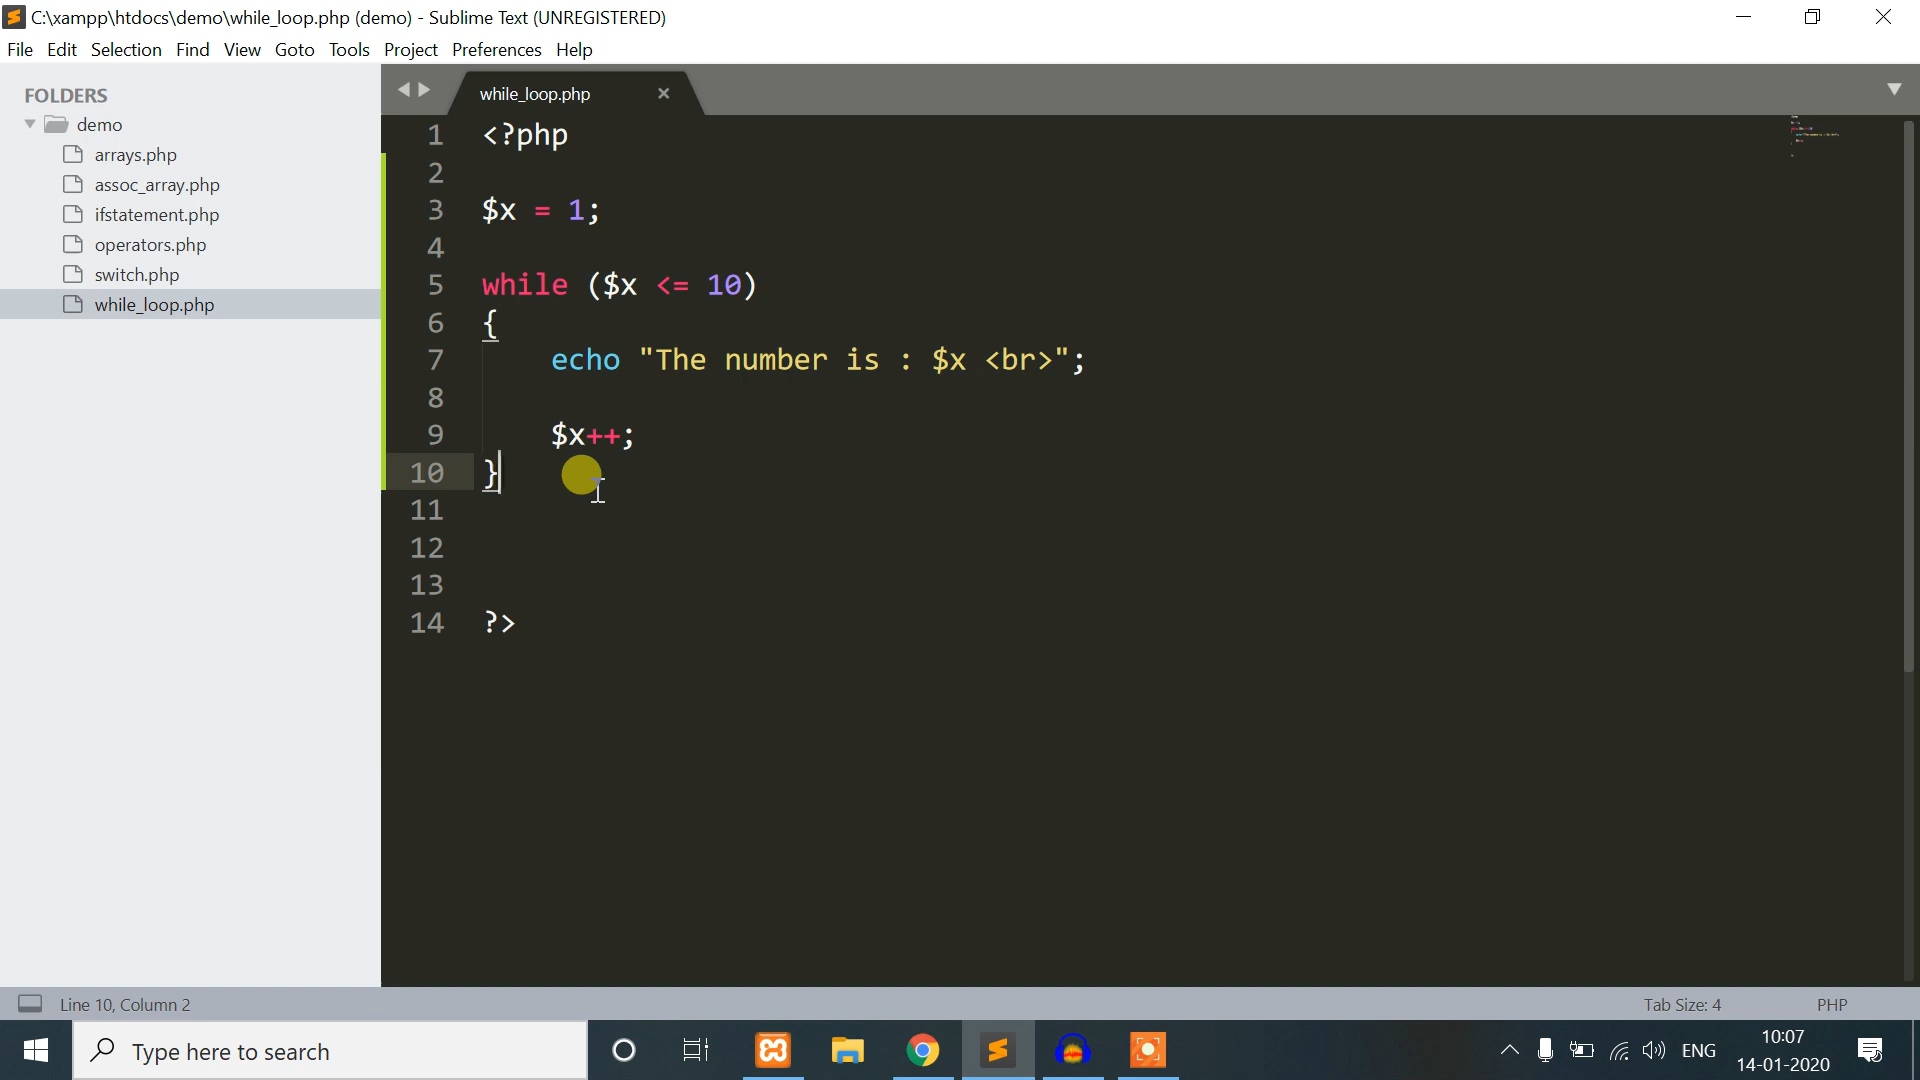 C:\xampp\htdocs\demo\while_loop.php (demo) - Sublime Text (UNREGISTERED)
File Edit Selection Find View Goto Tools Project Preferences Help
FOLDERS
demo
arrays.php
assoc_array.php
ifstatement.php
operators.php
switch.php
while_loop.php
while_loop.php
1 <?php
2
3 $x = 1;
4
5 while ($x <= 10)
6 {
7 echo "The number is : $x <br>";
8
9 $x++;
10 }
11
12
13
14 ?>
Line 10, Column 2
Tab Size: 4
PHP
Type here to search
ENG
10:07
14-01-2020